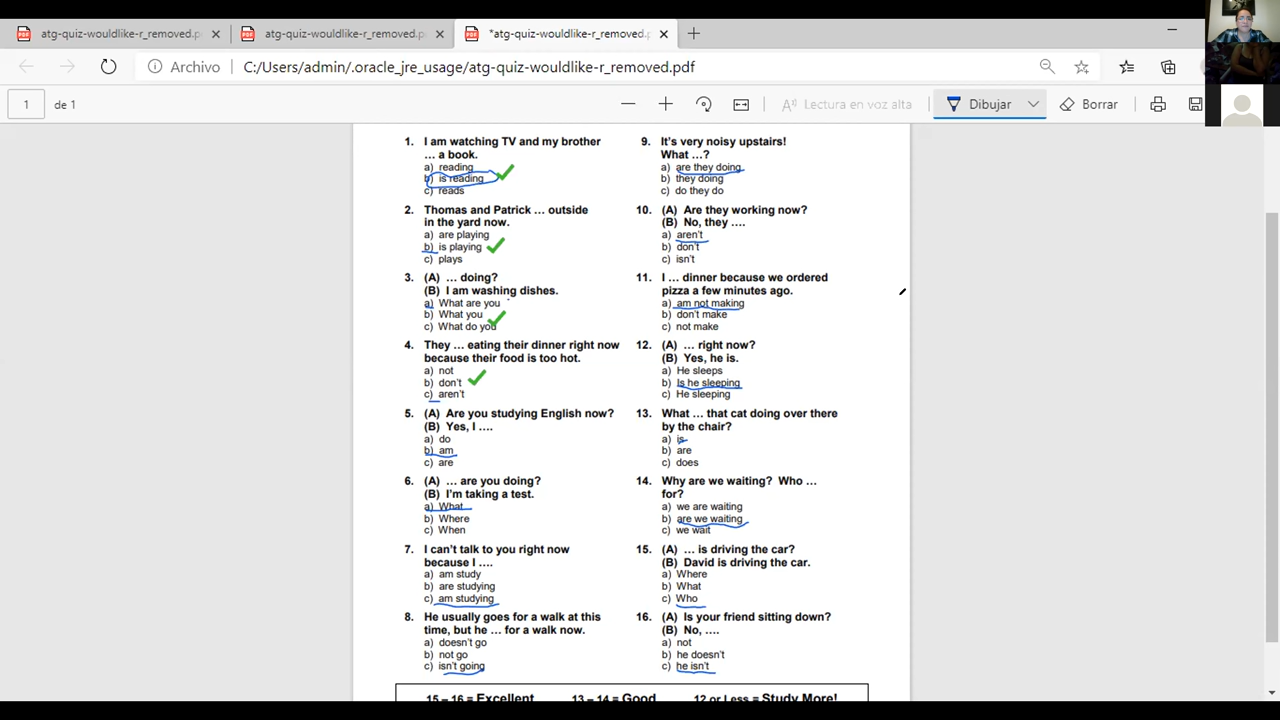 atg-quiz-wouldlike-r_removed.p
atg-quiz-wouldlike-r_removed.p
*atg-quiz-wouldlike-r_removed.p
Archivo
C:/Users/admin/.oracle_jre_usage/atg-quiz-wouldlike-r_removed.pdf
1
de 1
Lectura en voz alta
Dibujar
Borrar
1. I am watching TV and my brother
… a book.
a) reading
b) is reading
c) reads
2. Thomas and Patrick … outside
in the yard now.
a) are playing
b) is playing
c) plays
3. (A) … doing?
(B) I am washing dishes.
a) What are you
b) What you
c) What do you
4. They … eating their dinner right now
because their food is too hot.
a) not
b) don't
c) aren't
5. (A) Are you studying English now?
(B) Yes, I ….
a) do
b) am
c) are
6. (A) … are you doing?
(B) I'm taking a test.
a) What
b) Where
c) When
7. I can't talk to you right now
because I ….
a) am study
b) are studying
c) am studying
8. He usually goes for a walk at this
time, but he … for a walk now.
a) doesn't go
b) not go
c) isn't going
9. It's very noisy upstairs!
What …?
a) are they doing
b) they doing
c) do they do
10. (A) Are they working now?
(B) No, they ….
a) aren't
b) don't
c) isn't
11. I … dinner because we ordered
pizza a few minutes ago.
a) am not making
b) don't make
c) not make
12. (A) … right now?
(B) Yes, he is.
a) He sleeps
b) Is he sleeping
c) He sleeping
13. What … that cat doing over there
by the chair?
a) is
b) are
c) does
14. Why are we waiting? Who …
for?
a) we are waiting
b) are we waiting
c) we wait
15. (A) … is driving the car?
(B) David is driving the car.
a) Where
b) What
c) Who
16. (A) Is your friend sitting down?
(B) No, ….
a) not
b) he doesn't
c) he isn't
15 – 16 = Excellent 13 – 14 = Good 12 or Less = Study More!